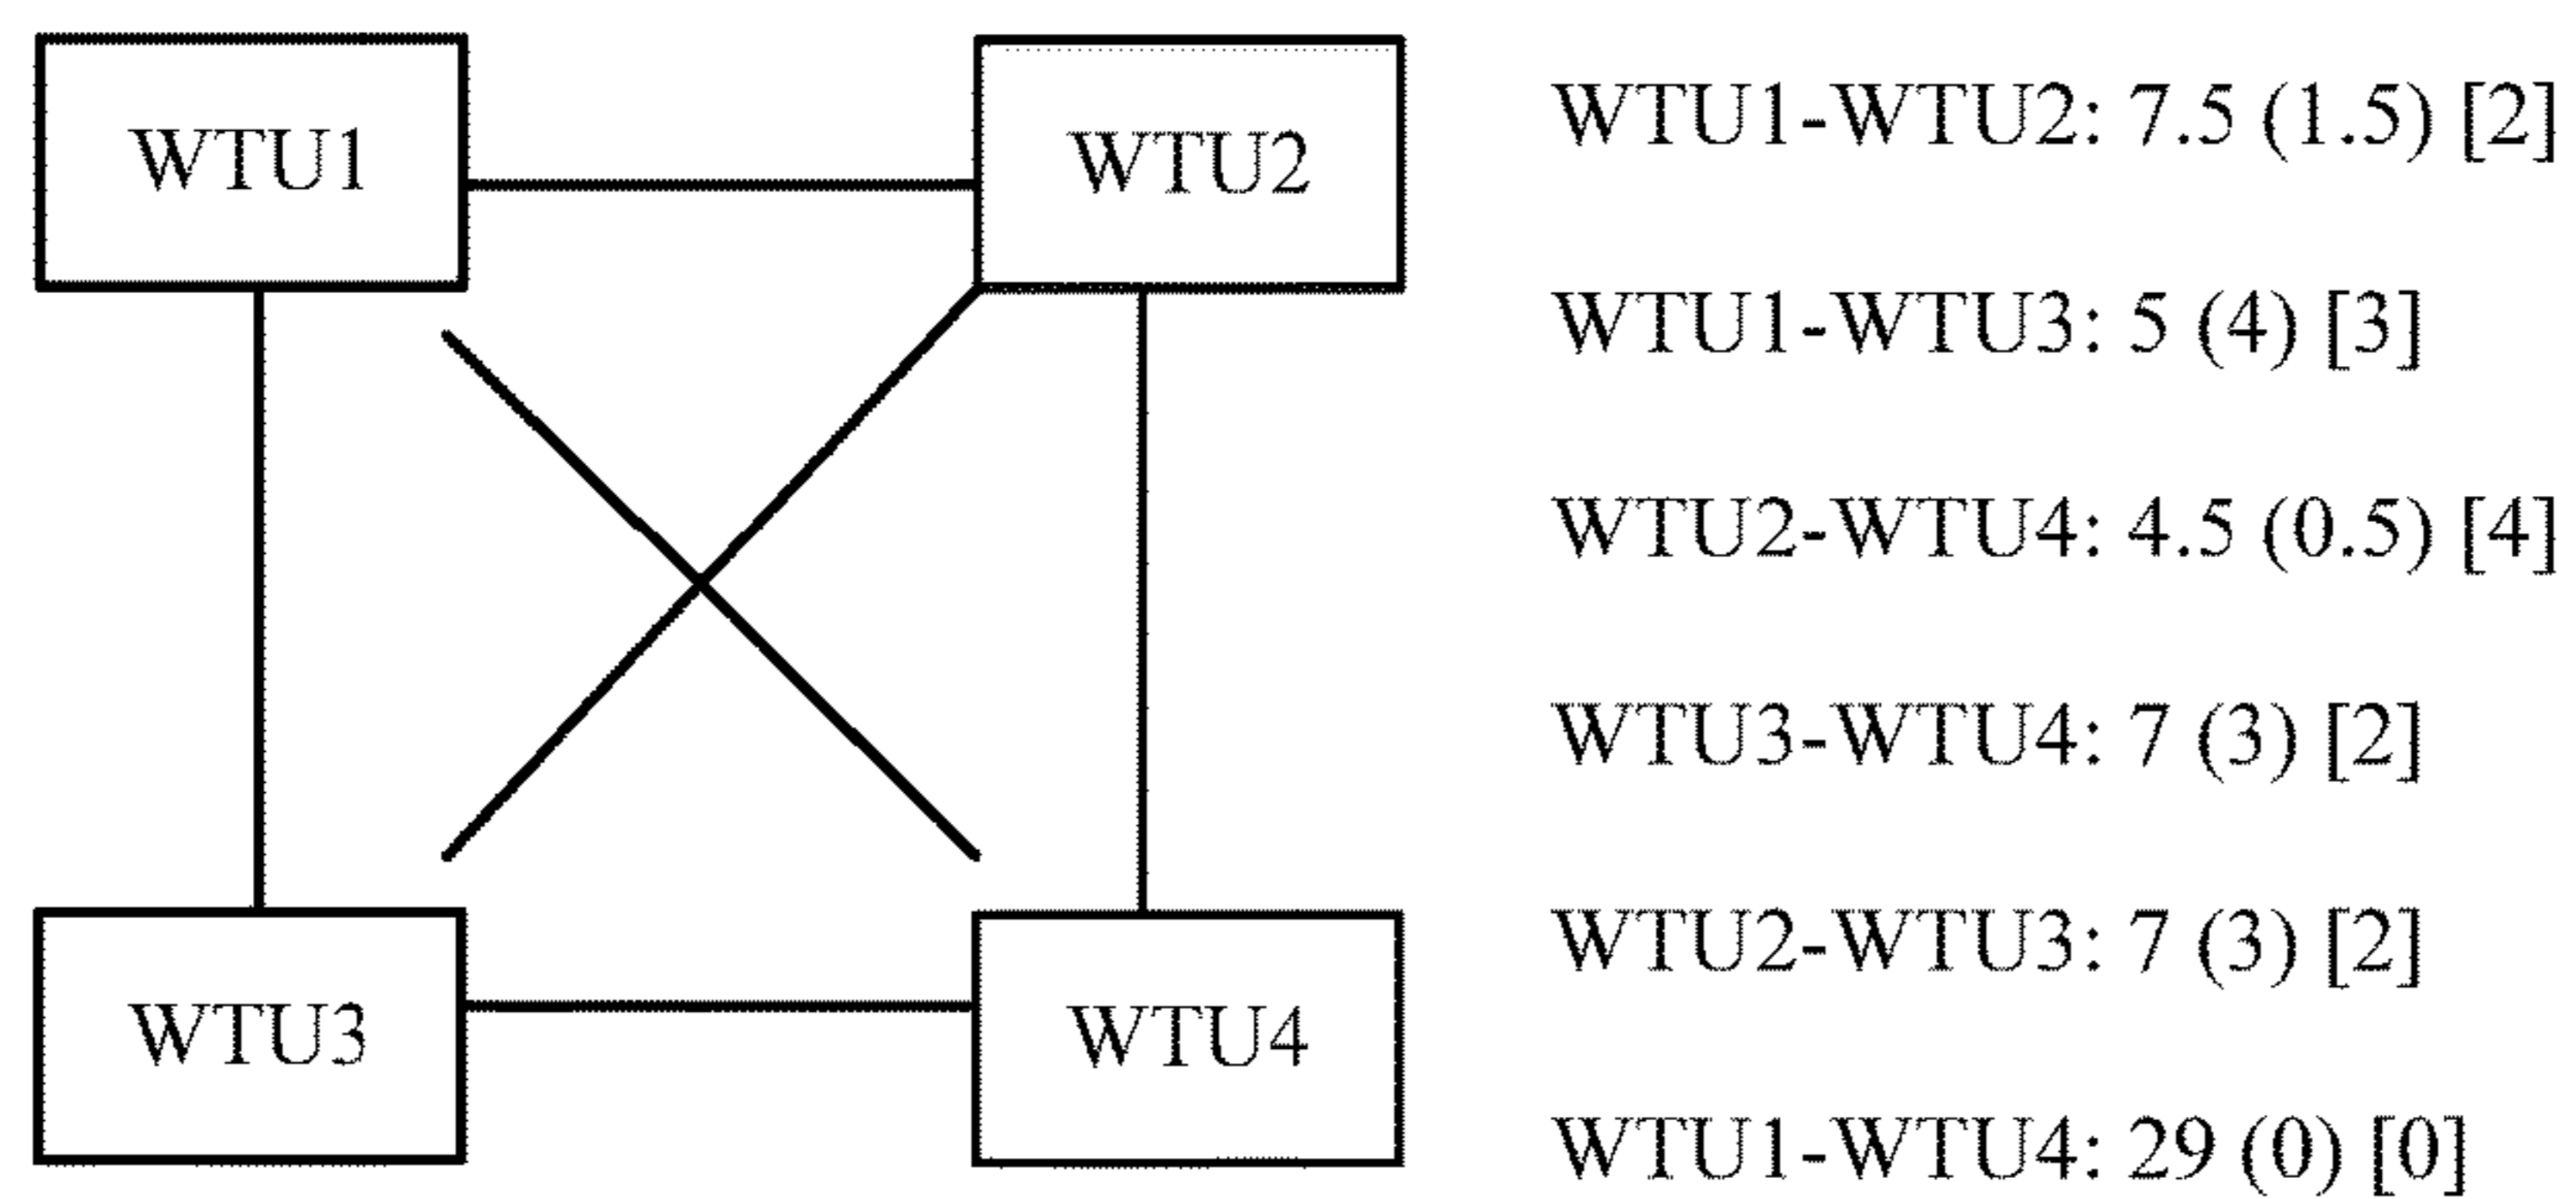 WTU1
WTU2
WTU3
WTU4
WTU1-WTU2: 7.5 (1.5) [2]
WTU1-WTU3: 5 (4) [3]
WTU2-WTU4: 4.5 (0.5) [4]
WTU3-WTU4: 7 (3) [2]
WTU2-WTU3: 7 (3) [2]
WTU1-WTU4: 29 (0) [0]